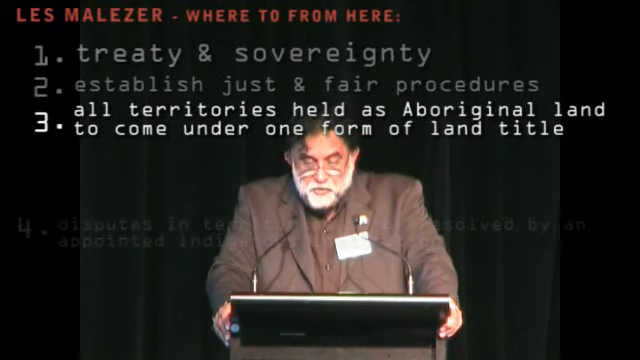 LES MALEZER - WHERE TO FROM HERE:
1. treaty & sovereignty
2. establish just & fair procedures
3. all territories held as Aboriginal land
to come under one form of land title
4. disputes in resolved by an
appointed